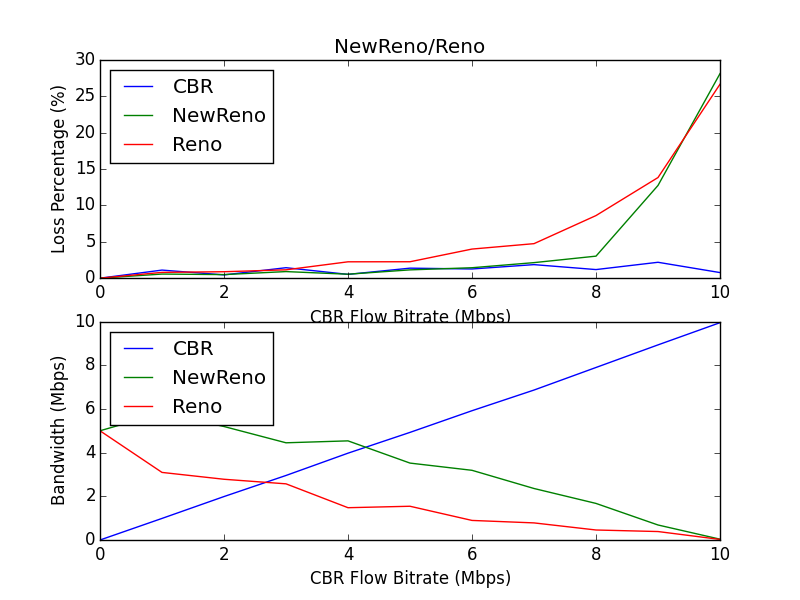 NewReno/Reno
30
25
20
15
10
5
0
Loss Percentage (%)
CBR
NewReno
Reno
0 2 4 6 8 10
CBR Flow Bitrate (Mbps)
10
8
6
4
2
0
Bandwidth (Mbps)
CBR
NewReno
Reno
0 2 4 6 8 10
CBR Flow Bitrate (Mbps)